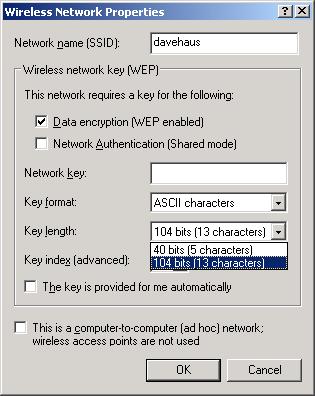 Wireless Network Properties
Network name (SSID): davehaus
Wireless network key (WEP)
This network requires a key for the following:
Data encryption (WEP enabled)
Network Authentication (Shared mode)
Network key:
Key format: ASCII characters
Key length: 104 bits (13 characters)
40 bits (5 characters)
Key index (advanced): 104 bits (13 characters)
The key is provided for me automatically
This is a computer-to-computer (ad hoc) network;
wireless access points are not used
OK Cancel